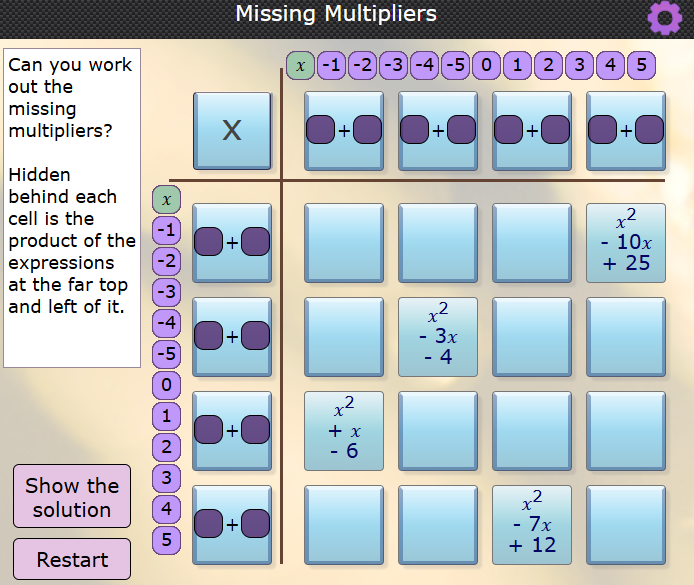 Missing Multipliers
Can you work
out the
missing
multipliers?
Hidden
behind each
cell is the
product of the
expressions
at the far top
and left of it.
x -1 -2 -3 -4 -5 0 1 2 3 4 5
X + + + +
x
-1
-2
-3
-4
-5
0
1
2
3
4
5
+
x²
- 10x
+ 25
+
x²
- 3x
- 4
+
x²
+ x
- 6
+
x²
- 7x
+ 12
Show the
solution
Restart